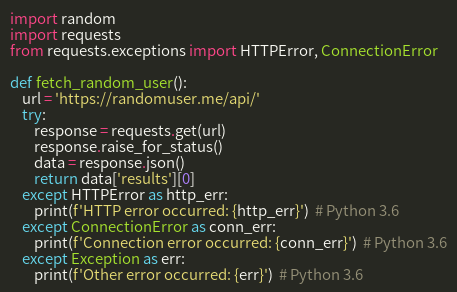 import random
import requests
from requests.exceptions import HTTPError, ConnectionError

def fetch_random_user():
    url = 'https://randomuser.me/api/'
    try:
        response = requests.get(url)
        response.raise_for_status()
        data = response.json()
        return data['results'][0]
    except HTTPError as http_err:
        print(f'HTTP error occurred: {http_err}')  # Python 3.6
    except ConnectionError as conn_err:
        print(f'Connection error occurred: {conn_err}')  # Python 3.6
    except Exception as err:
        print(f'Other error occurred: {err}')  # Python 3.6